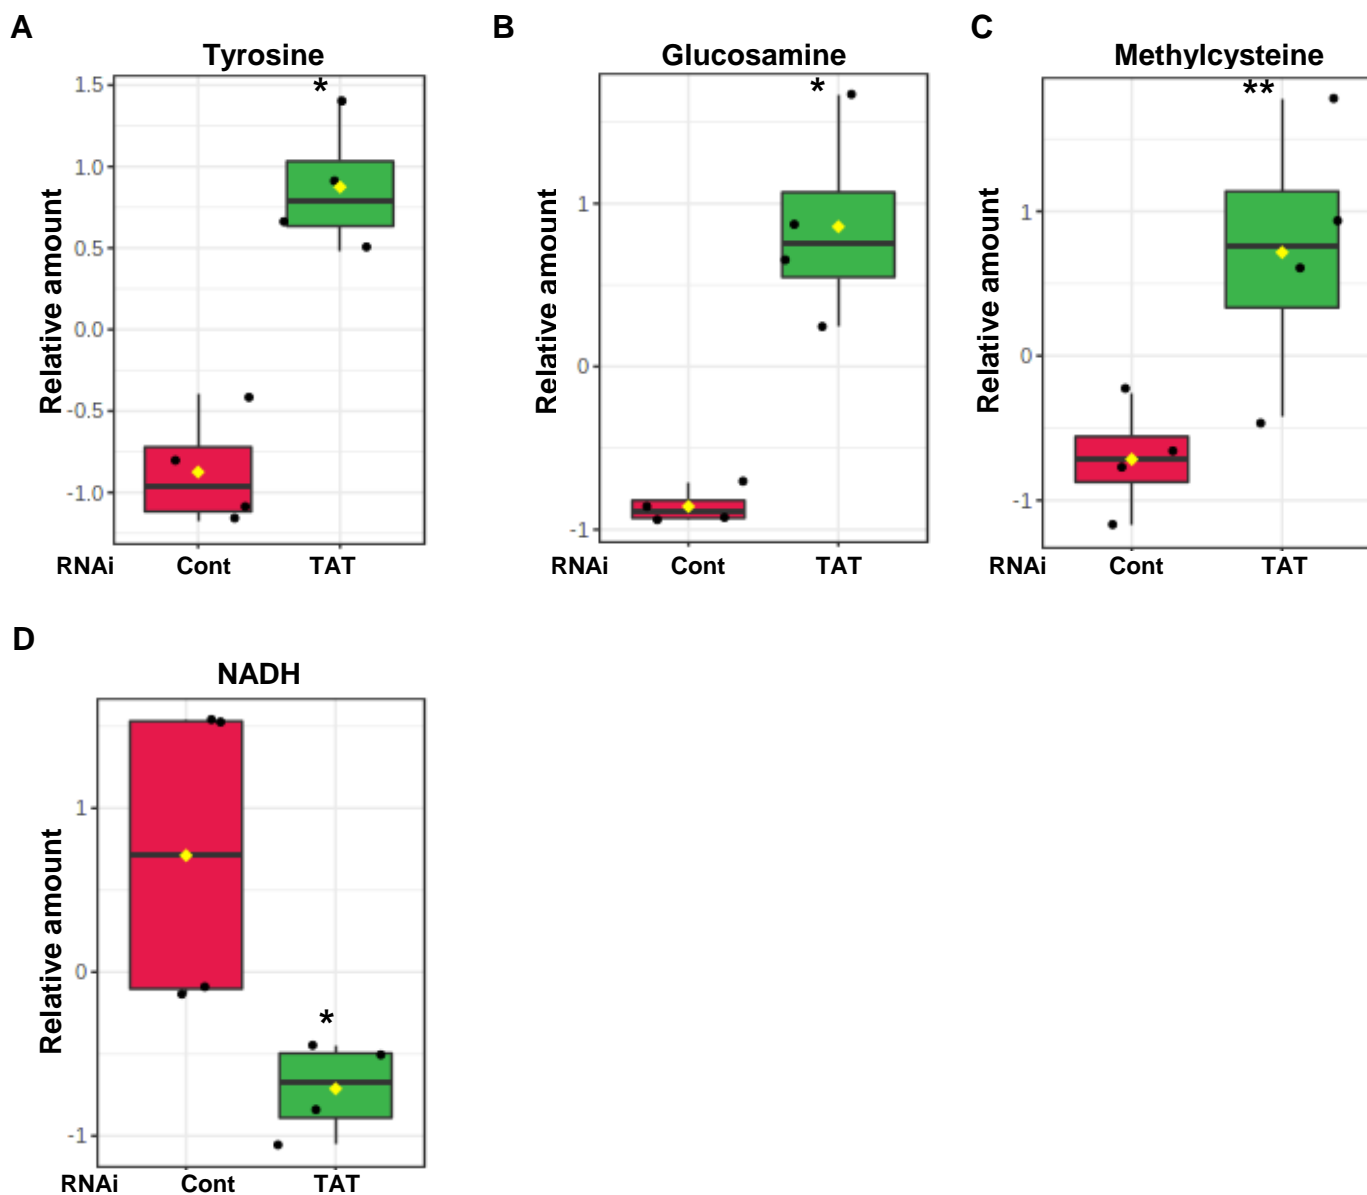 A
Tyrosine
*
1.5
1.0
0.5
0.0
-0.5
-1.0
Relative amount
RNAi Cont TAT
B
Glucosamine
*
1
0
-1
Relative amount
RNAi Cont TAT
C
Methylcysteine
**
1
0
-1
Relative amount
RNAi Cont TAT
D
NADH
1
0
*
-1
Relative amount
RNAi Cont TAT